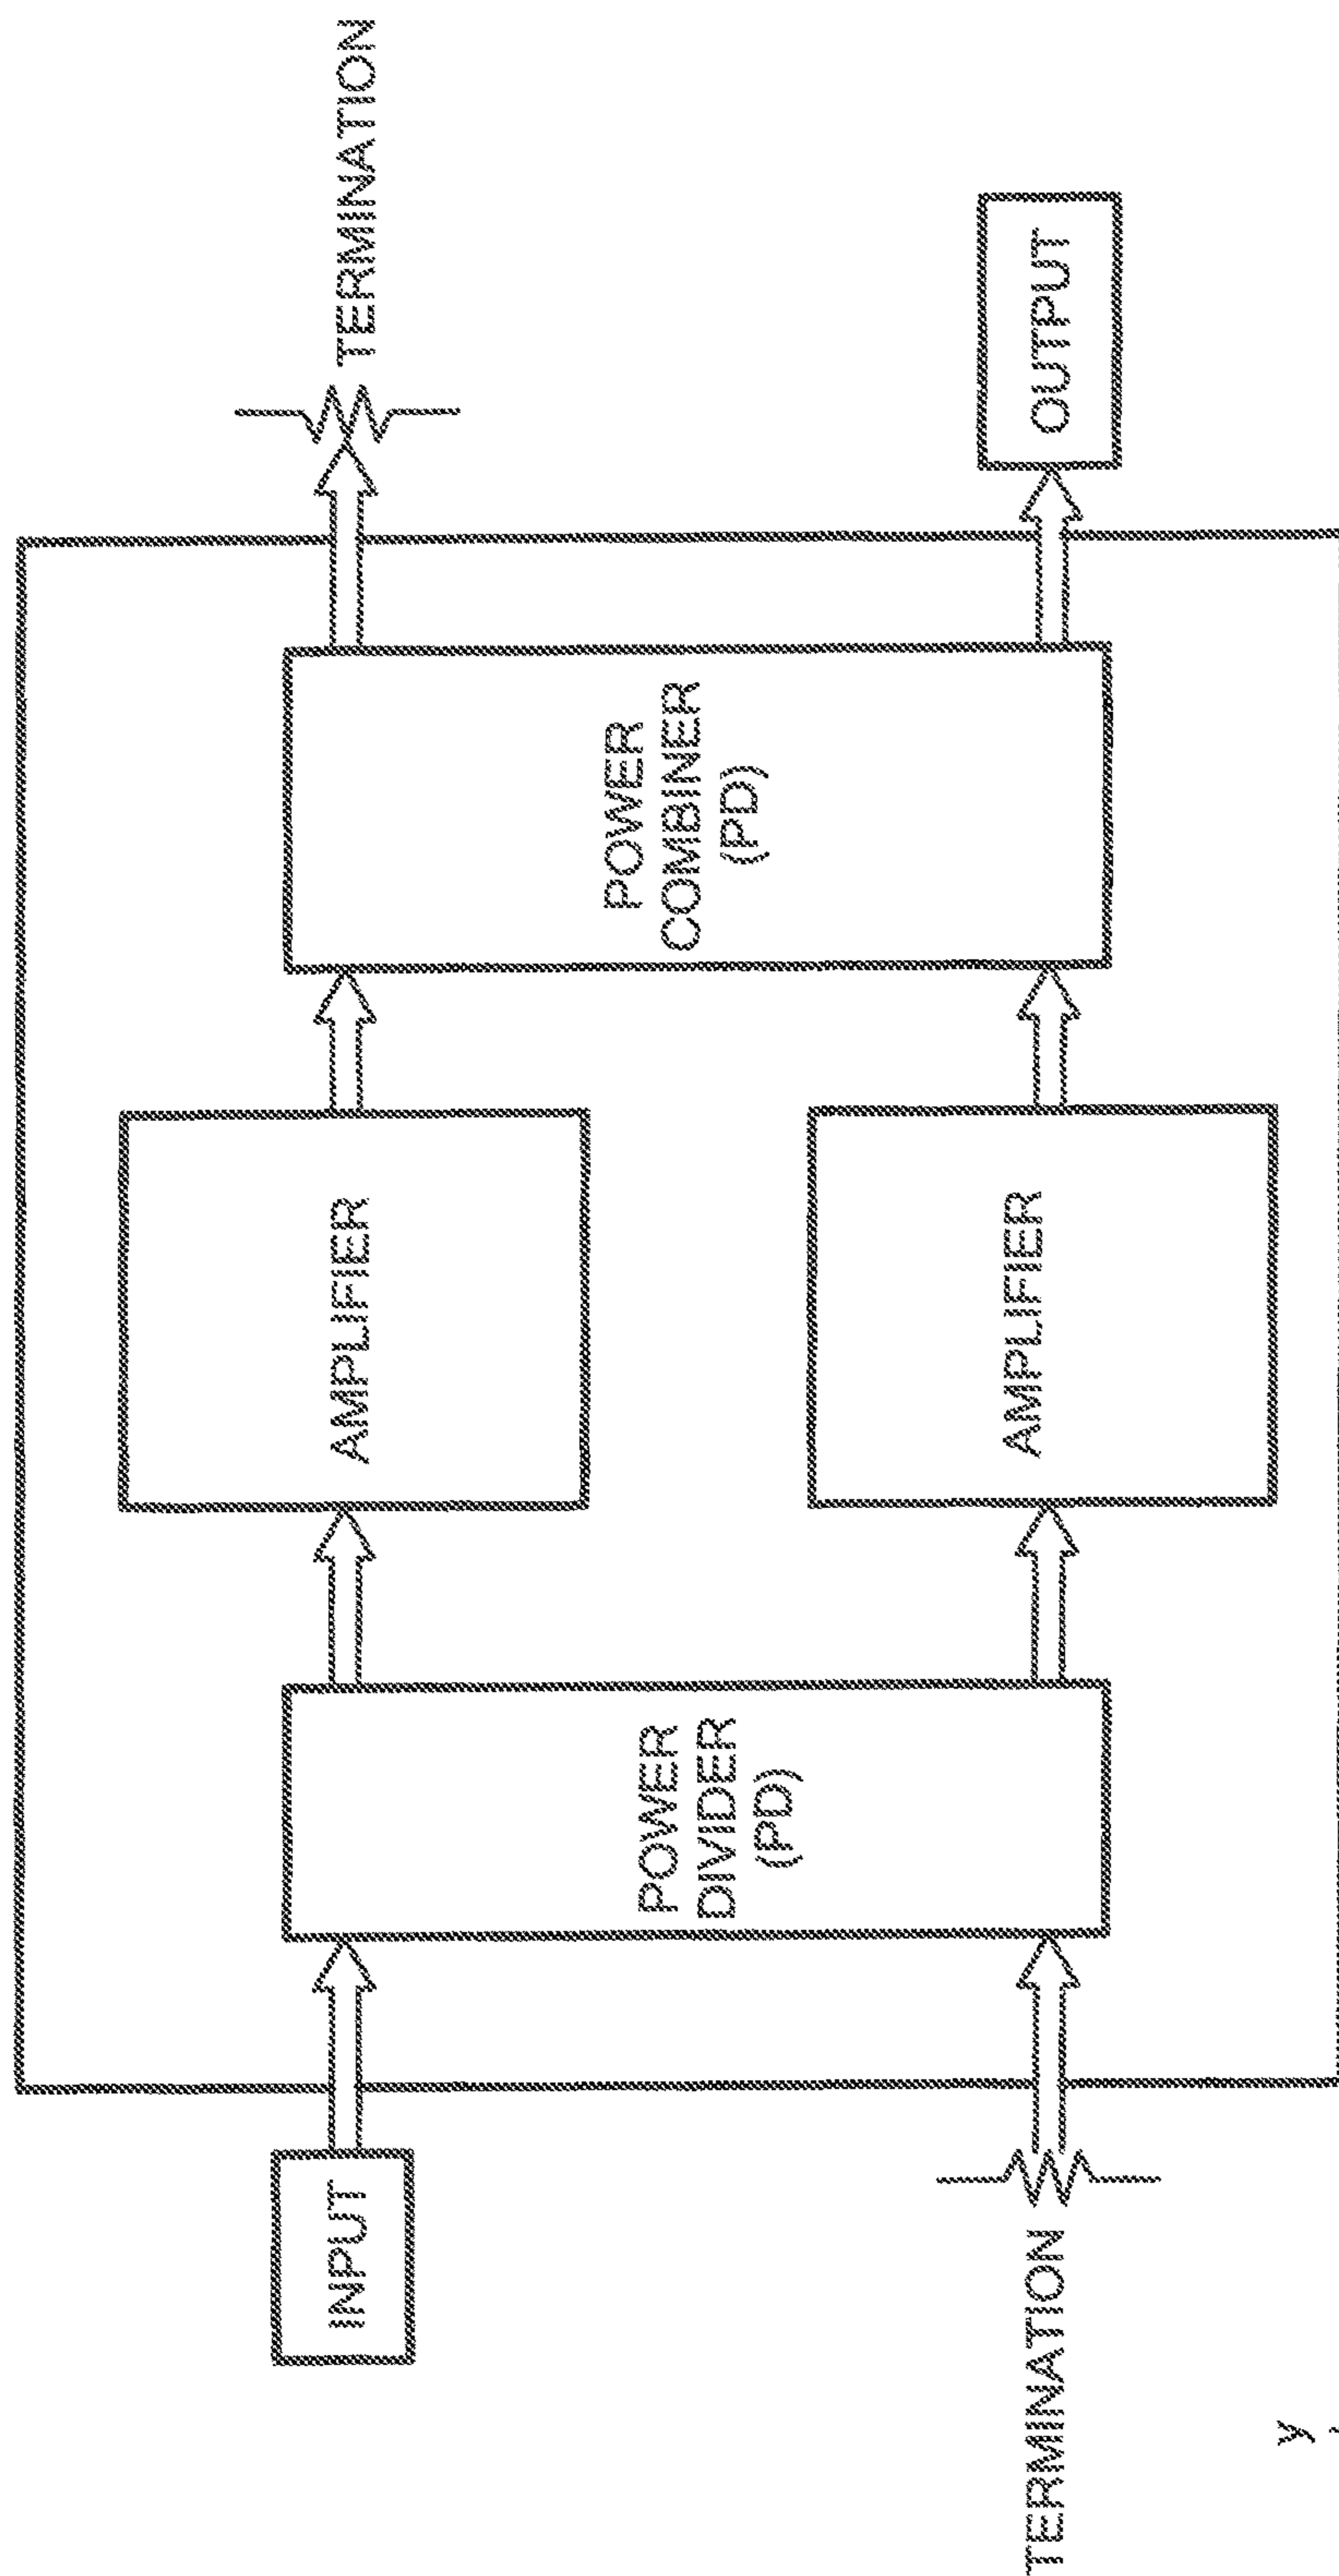 INPUT
TERMINATION
POWER
DIVIDER
(PD)
AMPLIFIER
AMPLIFIER
POWER
COMBINER
(PD)
TERMINATION
OUTPUT
y